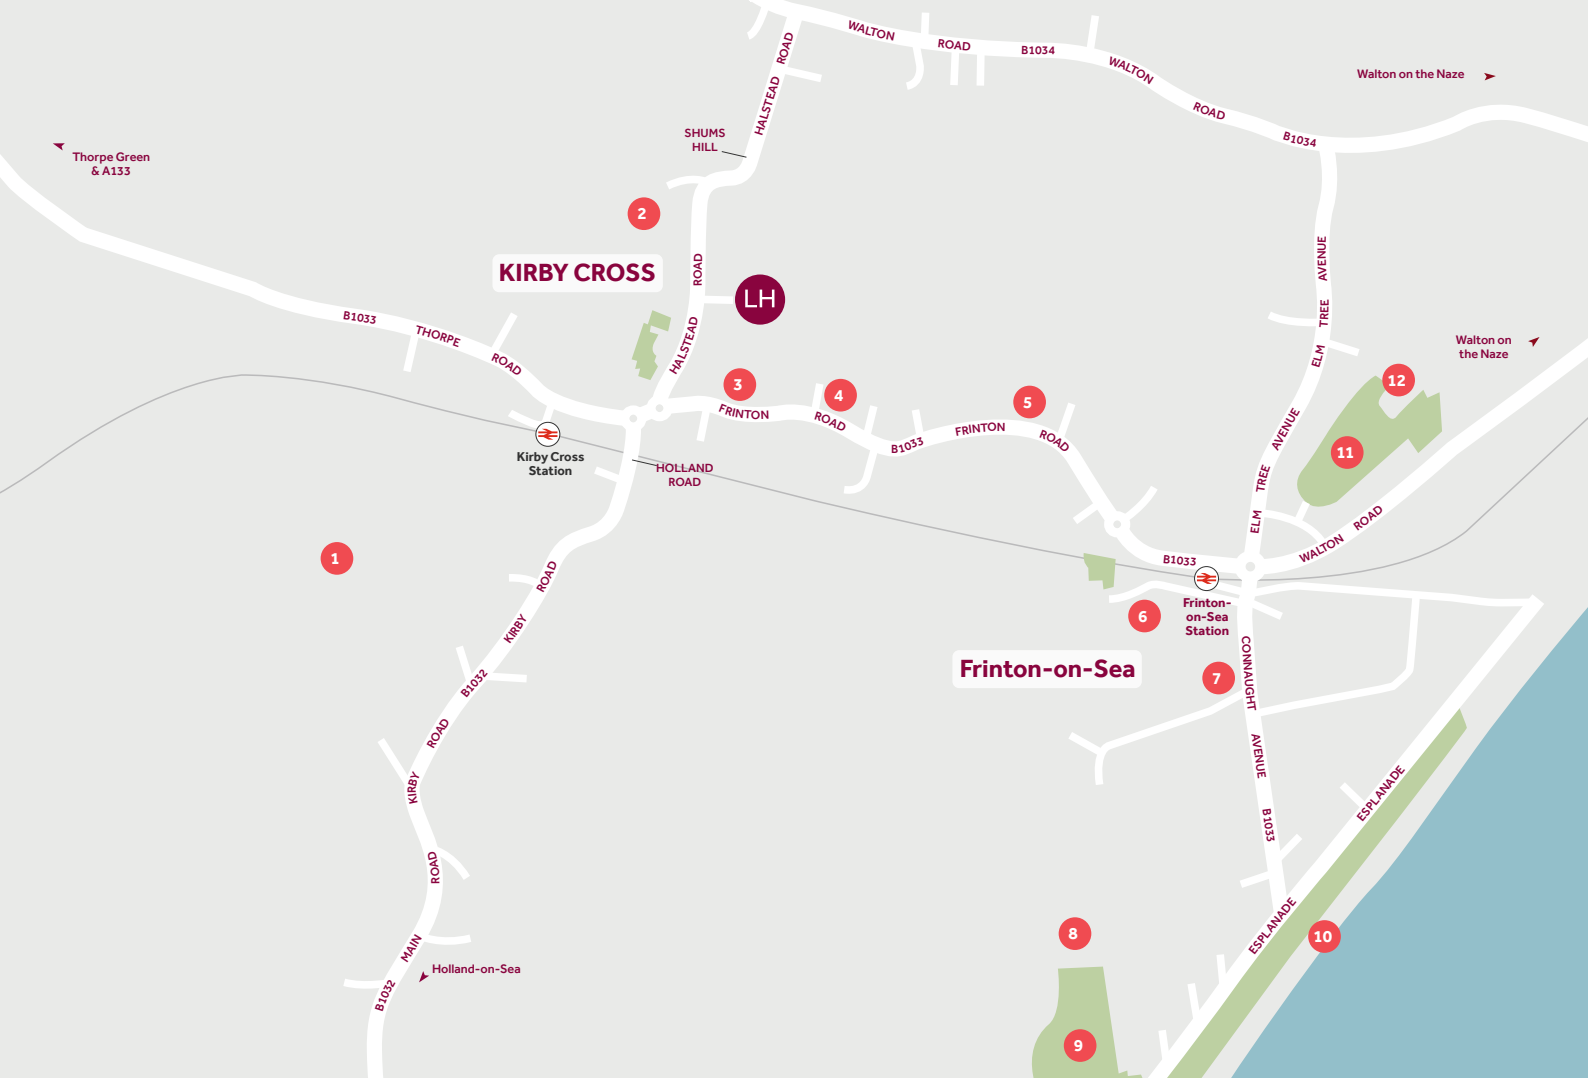 WALTON
ROAD
B1034
WALTON
ROAD
B1034
Walton on the Naze
HALSTEAD
ROAD
SHUMS
HILL
Thorpe Green
& A133
2
KIRBY CROSS
ROAD
LH
HALSTEAD
B1033
THORPE
ROAD
ELM
TREE
AVENUE
Walton on
the Naze
3
4
5
12
FRINTON
ROAD
B1033
FRINTON
ROAD
Kirby Cross
Station
HOLLAND
ROAD
11
ELM
TREE
AVENUE
WALTON
ROAD
1
B1033
Frinton-
on-Sea
Station
6
KIRBY
ROAD
Frinton-on-Sea
7
CONNAUGHT
AVENUE
B1033
B1032
KIRBY
ROAD
ESPLANADE
ROAD
MAIN
B1032
Holland-on-Sea
8
ESPLANADE
10
9